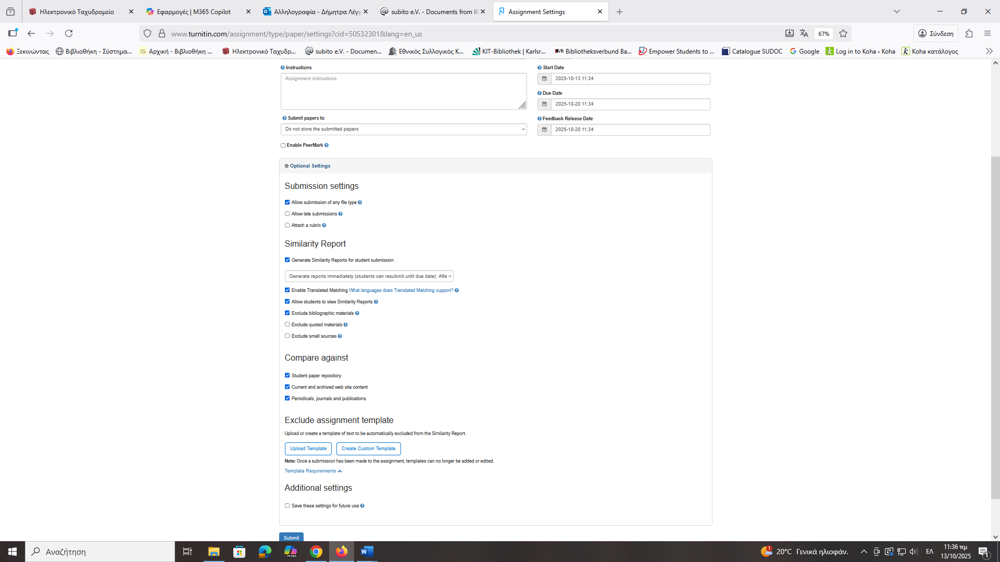 Ηλεκτρονικό Ταχυδρομείο
Εφαρμογές | M365 Copilot
Αλληλογραφία - Δήμητρα Λέγγ
subito e.V. - Documents from lil
Assignment Settings
www.turnitin.com/assignment/type/paper/settings?cid=50532301&lang=en_us
67%
Σύνδεση
Ξεκινώντας
Βιβλιοθήκη - Σύστημα...
Αρχική - Βιβλιοθήκη ...
Ηλεκτρονικό Ταχυδρ...
subito e.V. - Documen...
Εθνικός Συλλογικός Κ...
KIT-Bibliothek | Karlsr...
BVB Bibliotheksverbund Ba...
Empower Students to ...
Catalogue SUDOC
Google
Log in to Koha › Koha
Koha κατάλογος
Instructions
Assignment instructions
Start Date
2025-10-13 11:34
Due Date
2025-10-20 11:34
Submit papers to
Do not store the submitted papers
Feedback Release Date
2025-10-20 11:34
Enable PeerMark
Optional Settings
Submission settings
Allow submission of any file type
Allow late submissions
Attach a rubric
Similarity Report
Generate Similarity Reports for student submission
Generate reports immediately (students can resubmit until due date): Afte
Enable Translated Matching What languages does Translated Matching support?
Allow students to view Similarity Reports
Exclude bibliographic materials
Exclude quoted materials
Exclude small sources
Compare against
Student paper repository
Current and archived web site content
Periodicals, journals and publications
Exclude assignment template
Upload or create a template of text to be automatically excluded from the Similarity Report.
Upload Template
Create Custom Template
Note: Once a submission has been made to the assignment, templates can no longer be added or edited.
Template Requirements
Additional settings
Save these settings for future use
Submit
Αναζήτηση
M365
1
20°C Γενικά ηλιοφάν.
ΕΛ
11:36 πμ
13/10/2025
1